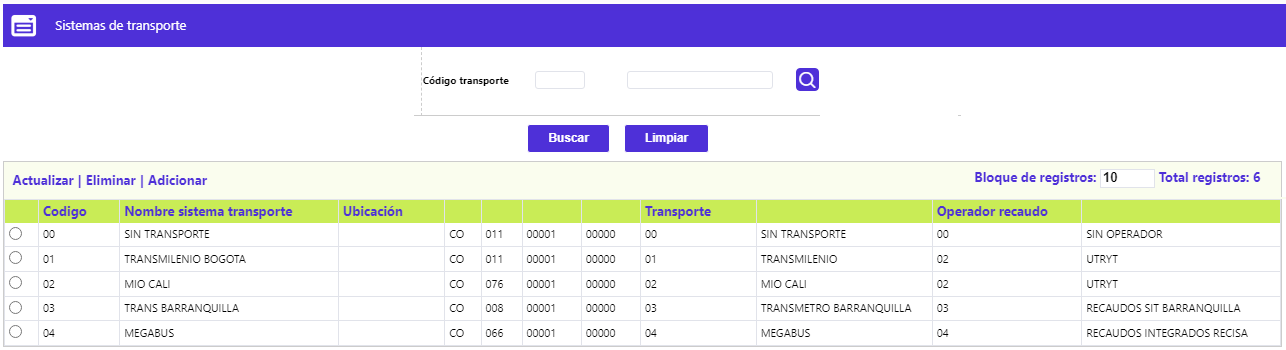 Sistemas de transporte
Código transporte
Buscar Limpiar
Actualizar | Eliminar | Adicionar Bloque de registros: 10 Total registros: 6
Codigo Nombre sistema transporte Ubicación Transporte Operador recaudo
00 SIN TRANSPORTE CO 011 00001 00000 00 SIN TRANSPORTE 00 SIN OPERADOR
01 TRANSMILENIO BOGOTA CO 011 00001 00000 01 TRANSMILENIO 02 UTRYT
02 MIO CALI CO 076 00001 00000 02 MIO CALI 02 UTRYT
03 TRANS BARRANQUILLA CO 008 00001 00000 03 TRANSMETRO BARRANQUILLA 03 RECAUDOS SIT BARRANQUILLA
04 MEGABUS CO 066 00001 00000 04 MEGABUS 04 RECAUDOS INTEGRADOS RECISA